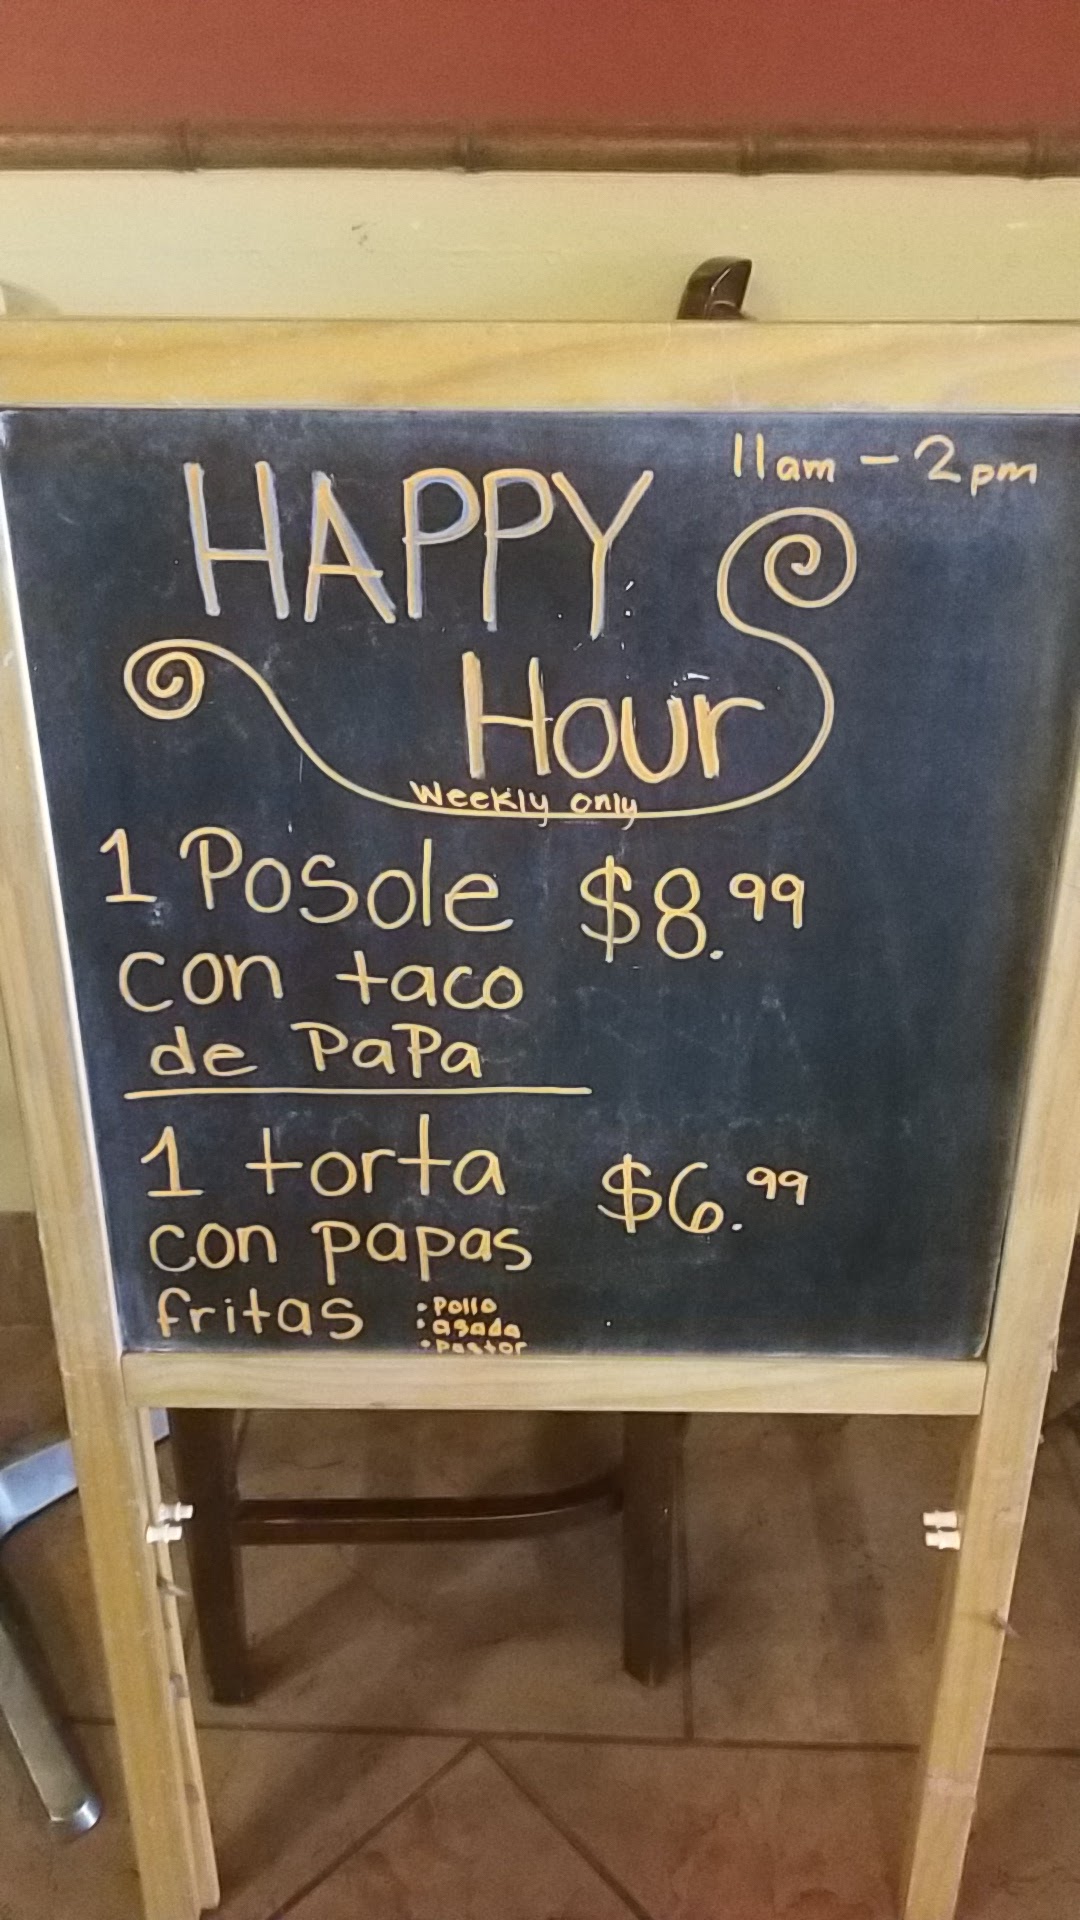 11am - 2pm
HAPPY
Hour
Weekly only
1 Posole $8.99
con taco
de PaPa
1 torta $6.99
con papas
fritas
• Pollo
• asada
• pastor